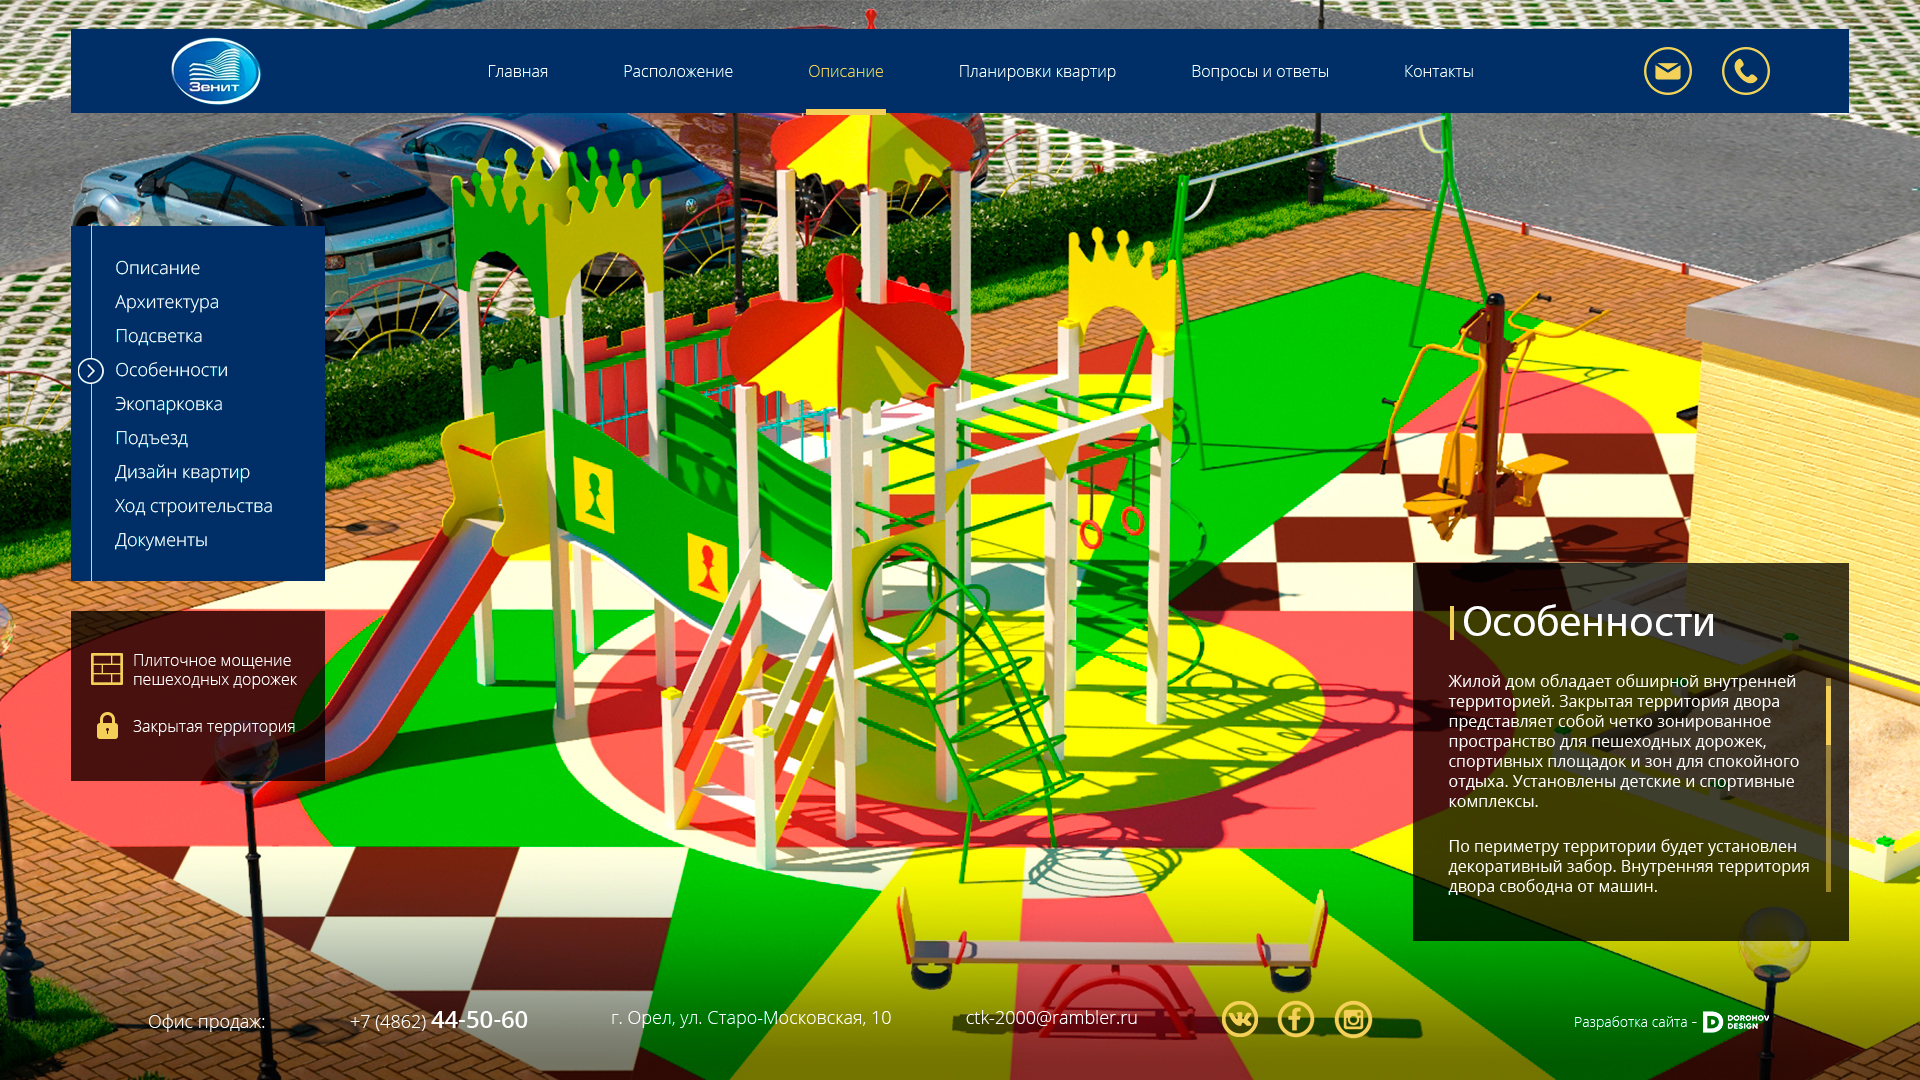 Зенит
Главная
Расположение
Описание
Планировки квартир
Вопросы и ответы
Контакты
Описание
Архитектура
Подсветка
Особенности
Экопарковка
Подъезд
Дизайн квартир
Ход строительства
Документы
Плиточное мощение
пешеходных дорожек
Закрытая территория
Особенности
Жилой дом обладает обширной внутренней
территорией. Закрытая территория двора
представляет собой четко зонированное
пространство для пешеходных дорожек,
спортивных площадок и зон для спокойного
отдыха. Установлены детские и спортивные
комплексы.
По периметру территории будет установлен
декоративный забор. Внутренняя территория
двора свободна от машин.
Офис продаж:
+7 (4862) 44-50-60
г. Орел, ул. Старо-Московская, 10
ctk-2000@rambler.ru
Разработка сайта -
DOROHOV
DESIGN